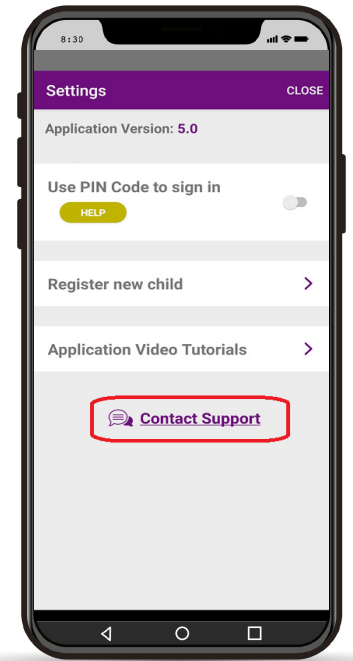 8:30
Settings
CLOSE
Application Version: 5.0
Use PIN Code to sign in
HELP
Register new child
Application Video Tutorials
Contact Support